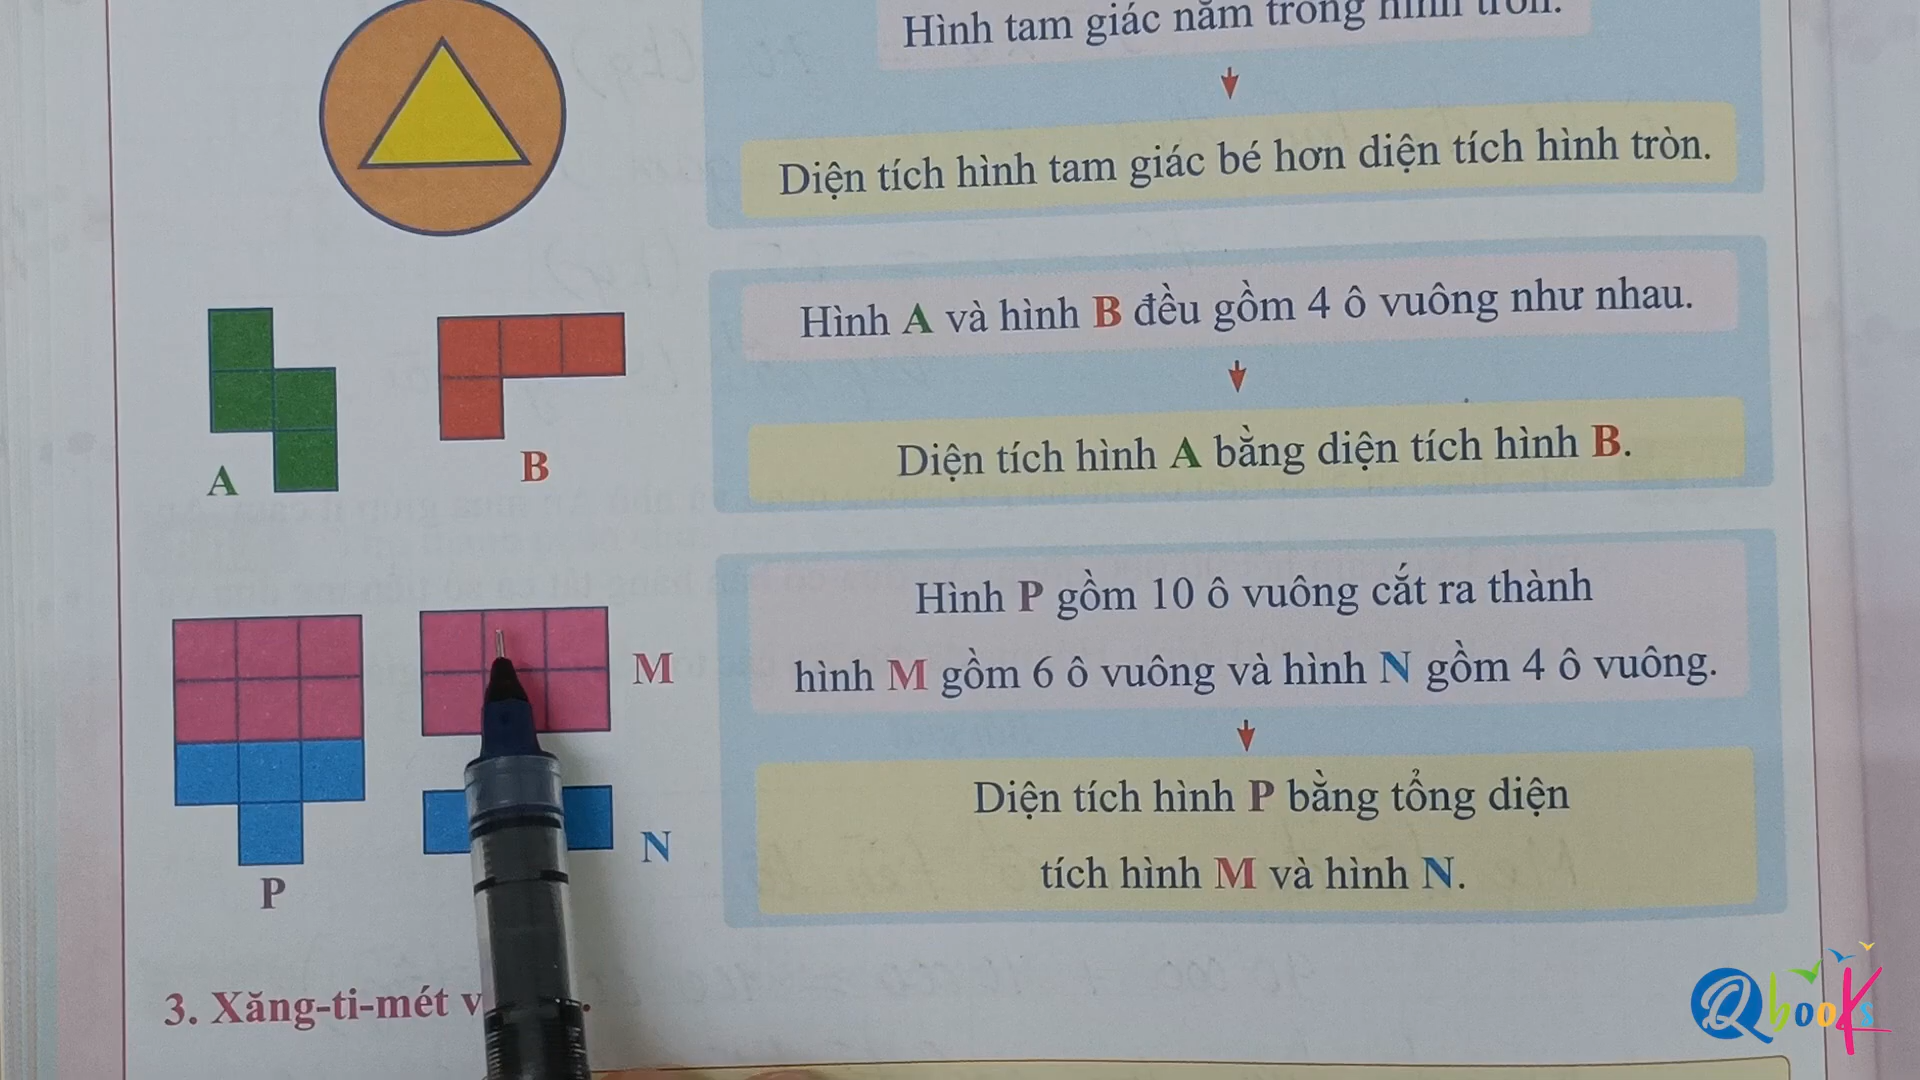 Hình tam giác nằm trong hình tròn.
Diện tích hình tam giác bé hơn diện tích hình tròn.
Hình A và hình B đều gồm 4 ô vuông như nhau.
A
B
Diện tích hình A bằng diện tích hình B.
Hình P gồm 10 ô vuông cắt ra thành
hình M gồm 6 ô vuông và hình N gồm 4 ô vuông.
M
N
P
Diện tích hình P bằng tổng diện
tích hình M và hình N.
3. Xăng-ti-mét
Qbooks